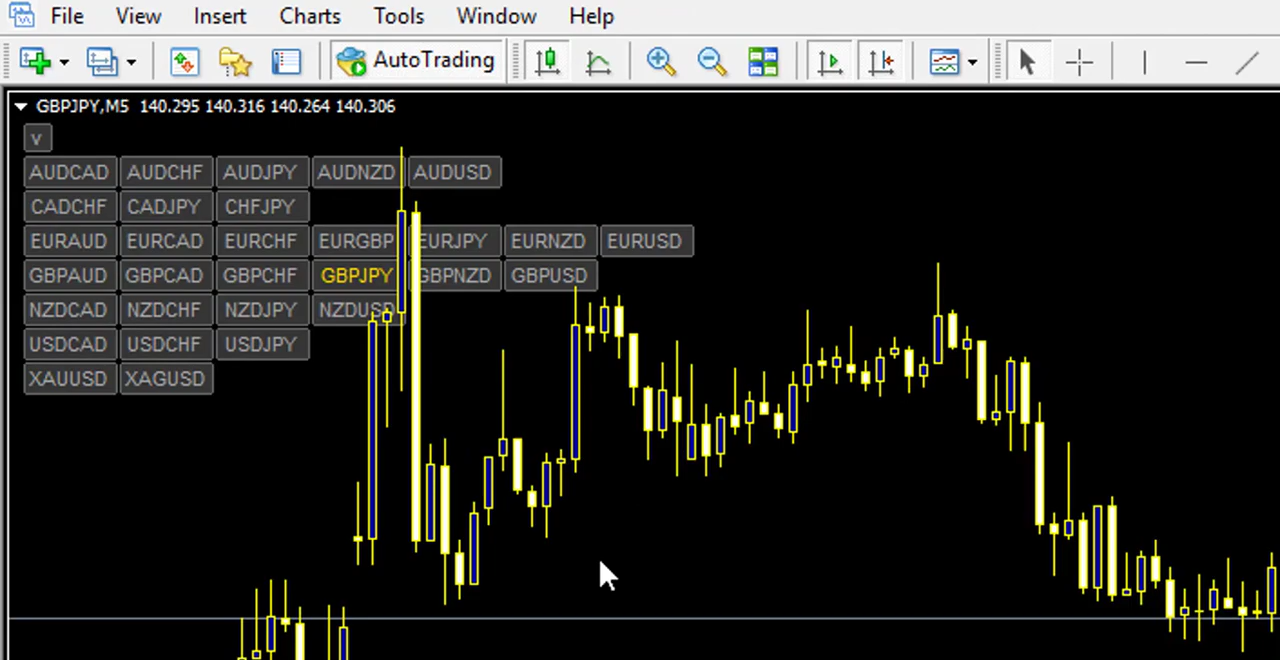 File View Insert Charts Tools Window Help
AutoTrading
GBPJPY,M5 140.295 140.316 140.264 140.306
v
AUDCAD AUDCHF AUDJPY AUDNZD AUDUSD
CADCHF CADJPY CHFJPY
EURAUD EURCAD EURCHF EURGBP EURJPY EURNZD EURUSD
GBPAUD GBPCAD GBPCHF GBPJPY GBPNZD GBPUSD
NZDCAD NZDCHF NZDJPY NZDUSD
USDCAD USDCHF USDJPY
XAUUSD XAGUSD